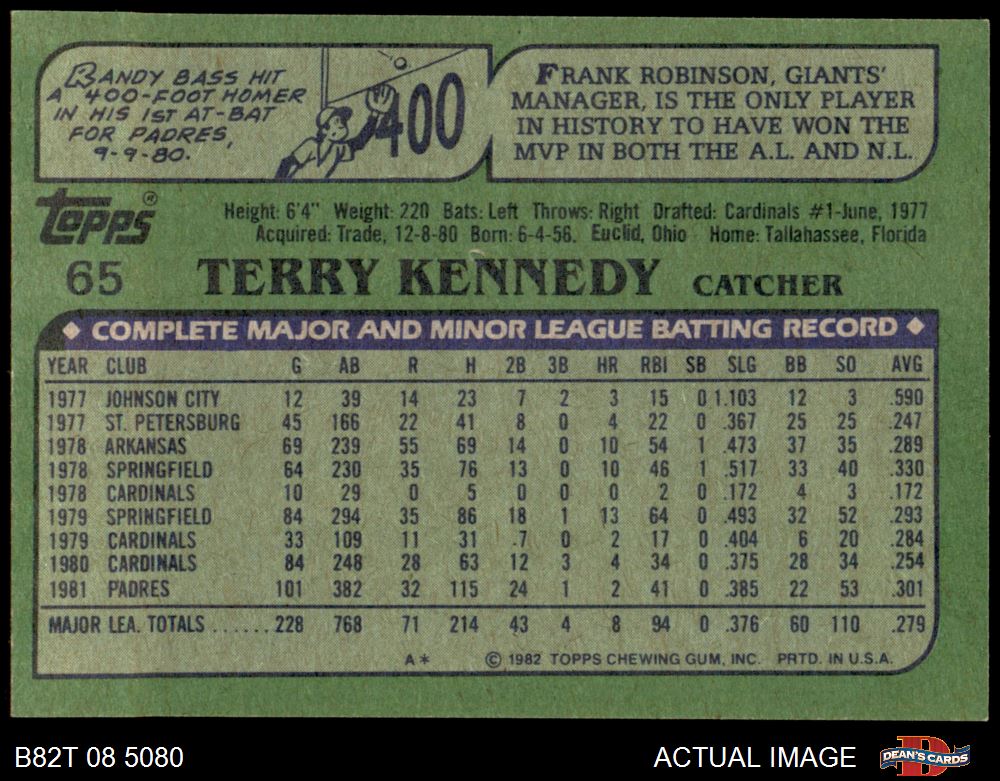 RANDY BASS HIT
A 400-FOOT HOMER
IN HIS 1ST AT-BAT
FOR PADRES,
9-9-80.
400
FRANK ROBINSON, GIANTS'
MANAGER, IS THE ONLY PLAYER
IN HISTORY TO HAVE WON THE
MVP IN BOTH THE A.L. AND N.L.
Topps®
Height: 6'4" Weight: 220 Bats: Left Throws: Right Drafted: Cardinals #1-June, 1977
Acquired: Trade, 12-8-80 Born: 6-4-56. Euclid, Ohio Home: Tallahassee, Florida
65 TERRY KENNEDY CATCHER
◆ COMPLETE MAJOR AND MINOR LEAGUE BATTING RECORD ◆
YEAR CLUB G AB R H 2B 3B HR RBI SB SLG BB SO AVG
1977 JOHNSON CITY 12 39 14 23 7 2 3 15 0 1.103 12 3 .590
1977 ST. PETERSBURG 45 166 22 41 8 0 4 22 0 .367 25 25 .247
1978 ARKANSAS 69 239 55 69 14 0 10 54 1 .473 37 35 .289
1978 SPRINGFIELD 64 230 35 76 13 0 10 46 1 .517 33 40 .330
1978 CARDINALS 10 29 0 5 0 0 0 2 0 .172 4 3 .172
1979 SPRINGFIELD 84 294 35 86 18 1 13 64 0 .493 32 52 .293
1979 CARDINALS 33 109 11 31 .7 0 2 17 0 .404 6 20 .284
1980 CARDINALS 84 248 28 63 12 3 4 34 0 .375 28 34 .254
1981 PADRES 101 382 32 115 24 1 2 41 0 .385 22 53 .301
MAJOR LEA. TOTALS ......228 768 71 214 43 4 8 94 0 .376 60 110 .279
A* © 1982 TOPPS CHEWING GUM, INC. PRTD. IN U.S.A.
B82T 08 5080
ACTUAL IMAGE
D
DEAN'S CARDS